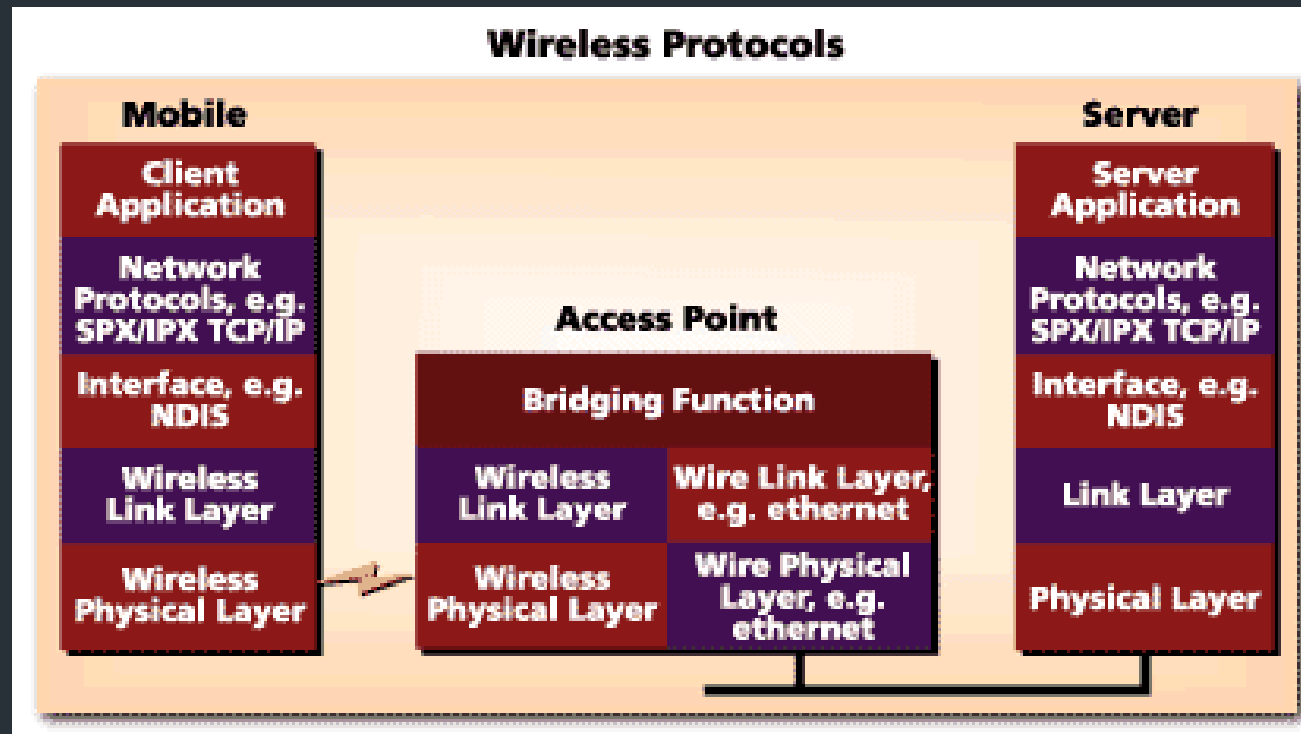 Wireless Protocols
Mobile
Client
Application
Network
Protocols, e.g.
SPX/IPX TCP/IP
Interface, e.g.
NDIS
Wireless
Link Layer
Wireless
Physical Layer
Access Point
Bridging Function
Wireless
Link Layer
Wire Link Layer,
e.g. ethernet
Wireless
Physical Layer
Wire Physical
Layer, e.g.
ethernet
Server
Server
Application
Network
Protocols, e.g.
SPX/IPX TCP/IP
Interface, e.g.
NDIS
Link Layer
Physical Layer